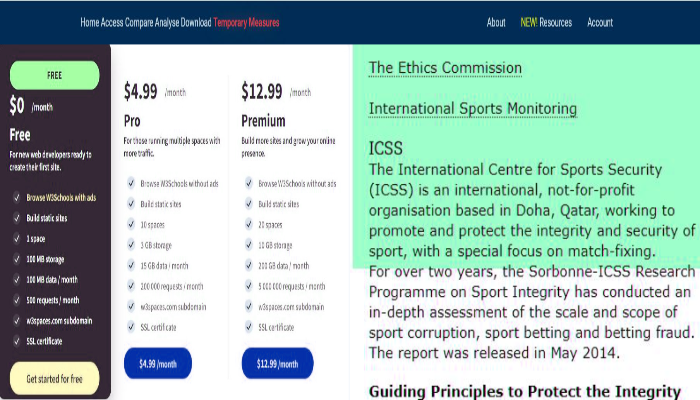 Home Access Compare Analyse Download Temporary Measures
About NEW! Resources Account
FREE
$0 /month
Free
For new web developers ready to
create their first site.
Browse W3Schools with ads
Build static sites
1 space
100 MB storage
100 MB data / month
500 requests / month
w3spaces.com subdomain
SSL certificate
Get started for free
$4.99 /month
Pro
For those running multiple spaces with
more traffic.
Browse W3Schools without ads
Build static sites
10 spaces
3 GB storage
15 GB data / month
200 000 requests / month
w3spaces.com subdomain
SSL certificate
$4.99 /month
$12.99 /month
Premium
Build more sites and grow your online
presence.
Browse W3Schools without ads
Build static sites
20 spaces
10 GB storage
200 GB data / month
5 000 000 requests / month
w3spaces.com subdomain
SSL certificate
$12.99 /month
The Ethics Commission
International Sports Monitoring
ICSS
The International Centre for Sports Security
(ICSS) is an international, not-for-profit
organisation based in Doha, Qatar, working to
promote and protect the integrity and security of
sport, with a special focus on match-fixing.
For over two years, the Sorbonne-ICSS Research
Programme on Sport Integrity has conducted an
in-depth assessment of the scale and scope of
sport corruption, sport betting and betting fraud.
The report was released in May 2014.
Guiding Principles to Protect the Integrity